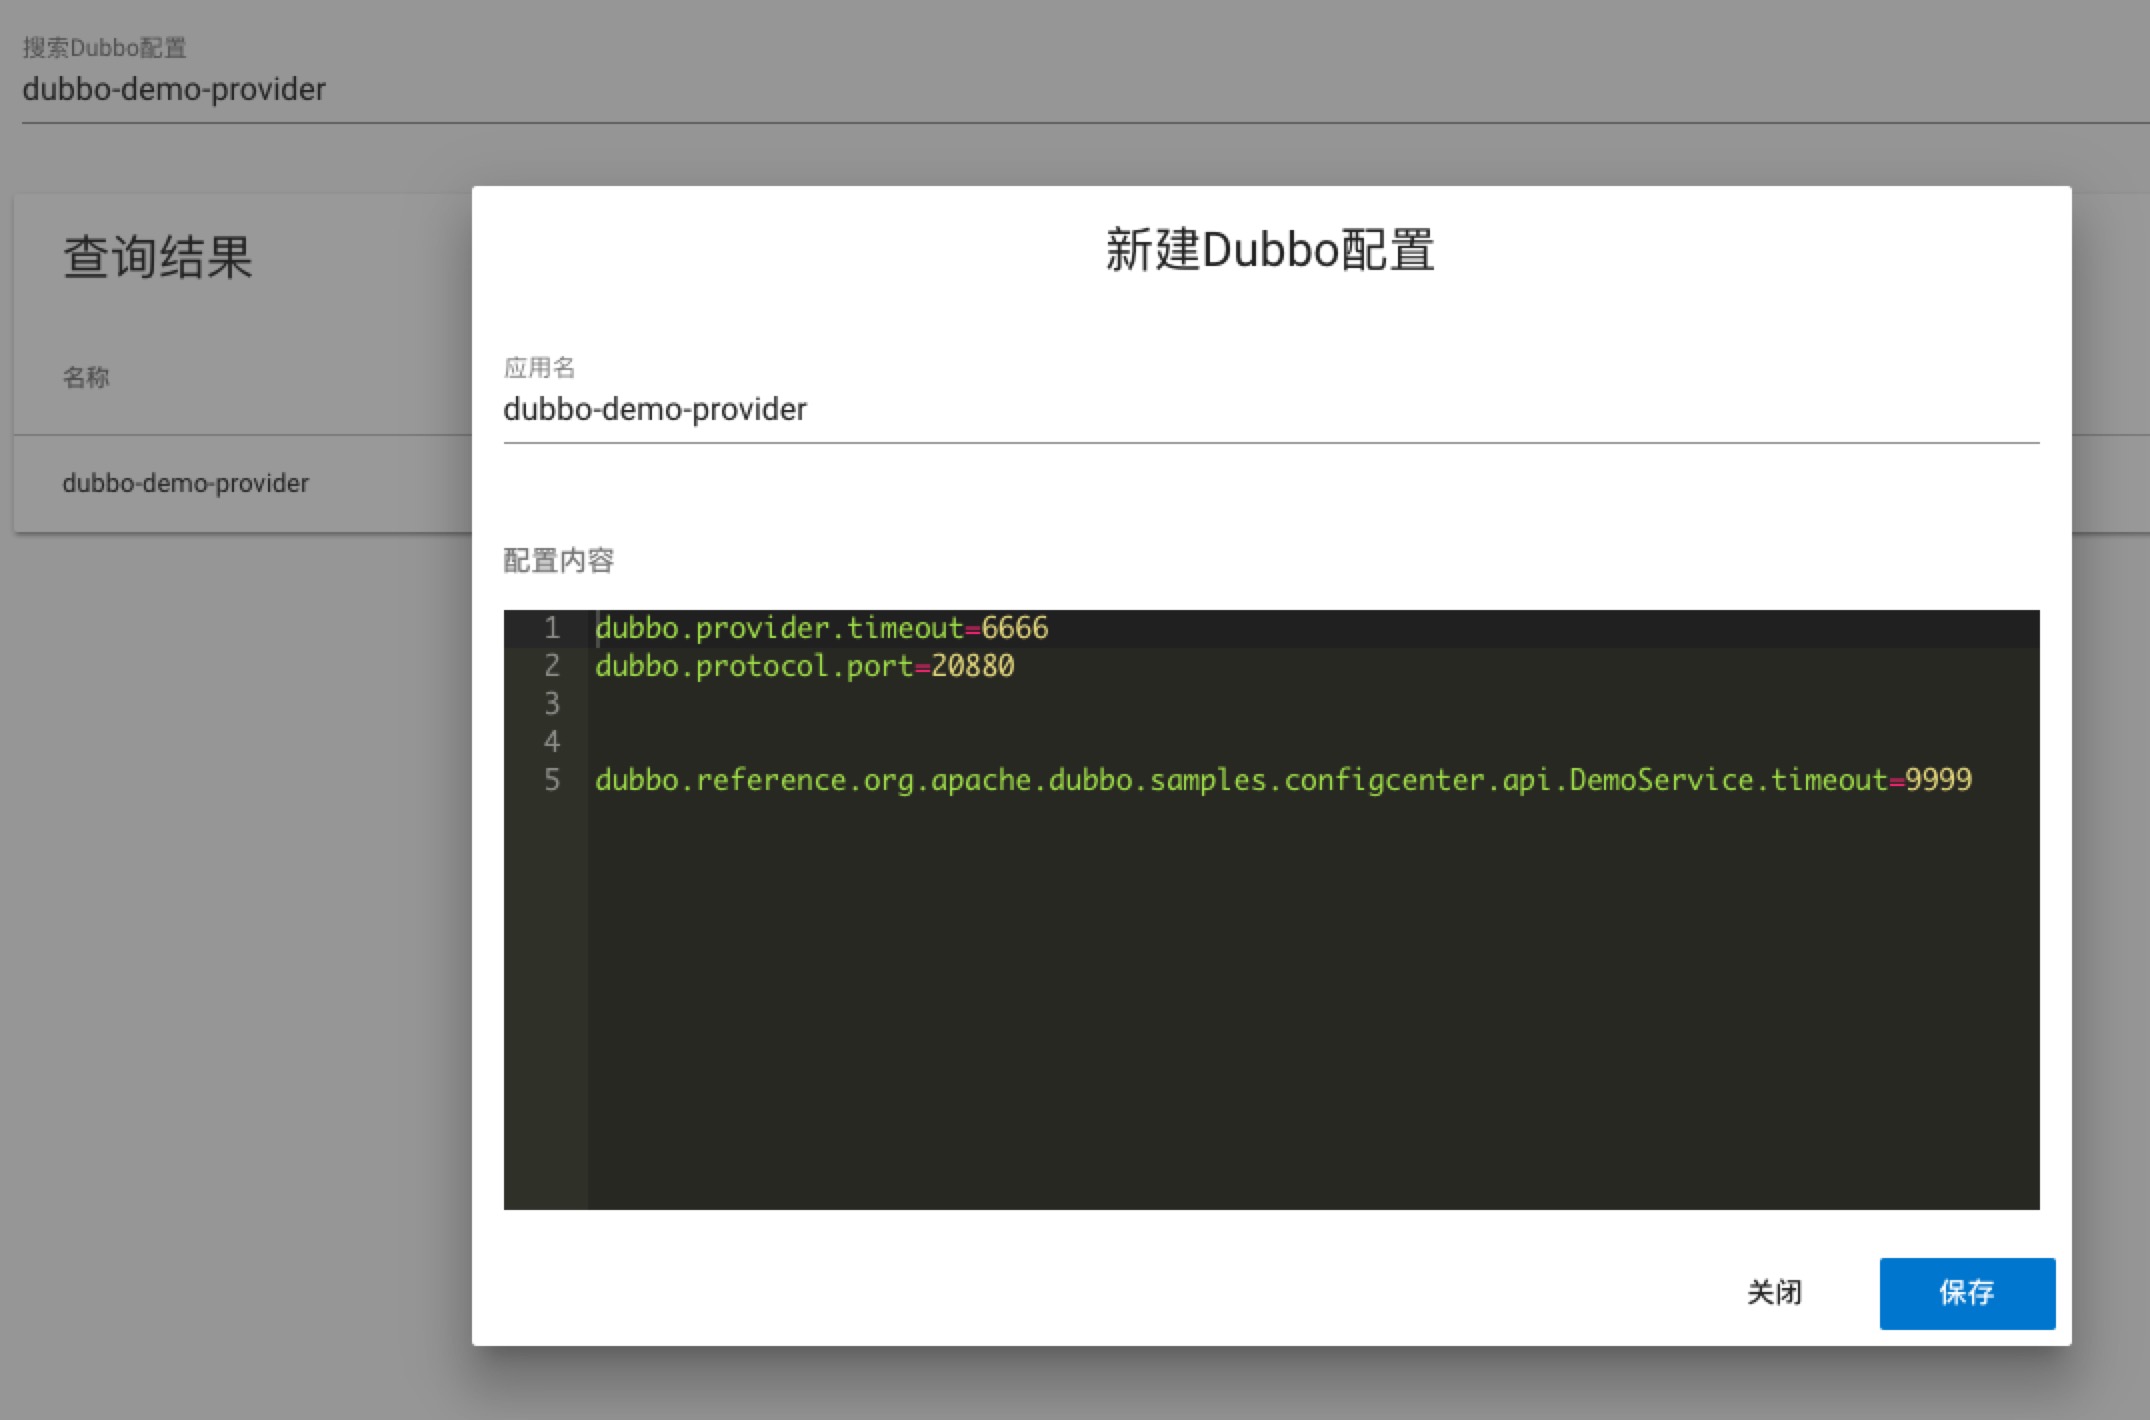 搜索Dubbo配置
dubbo-demo-provider
查询结果
名称
dubbo-demo-provider
新建Dubbo配置
应用名
dubbo-demo-provider
配置内容
1 dubbo.provider.timeout=6666
2 dubbo.protocol.port=20880
3
4
5 dubbo.reference.org.apache.dubbo.samples.configcenter.api.DemoService.timeout=9999
关闭 保存